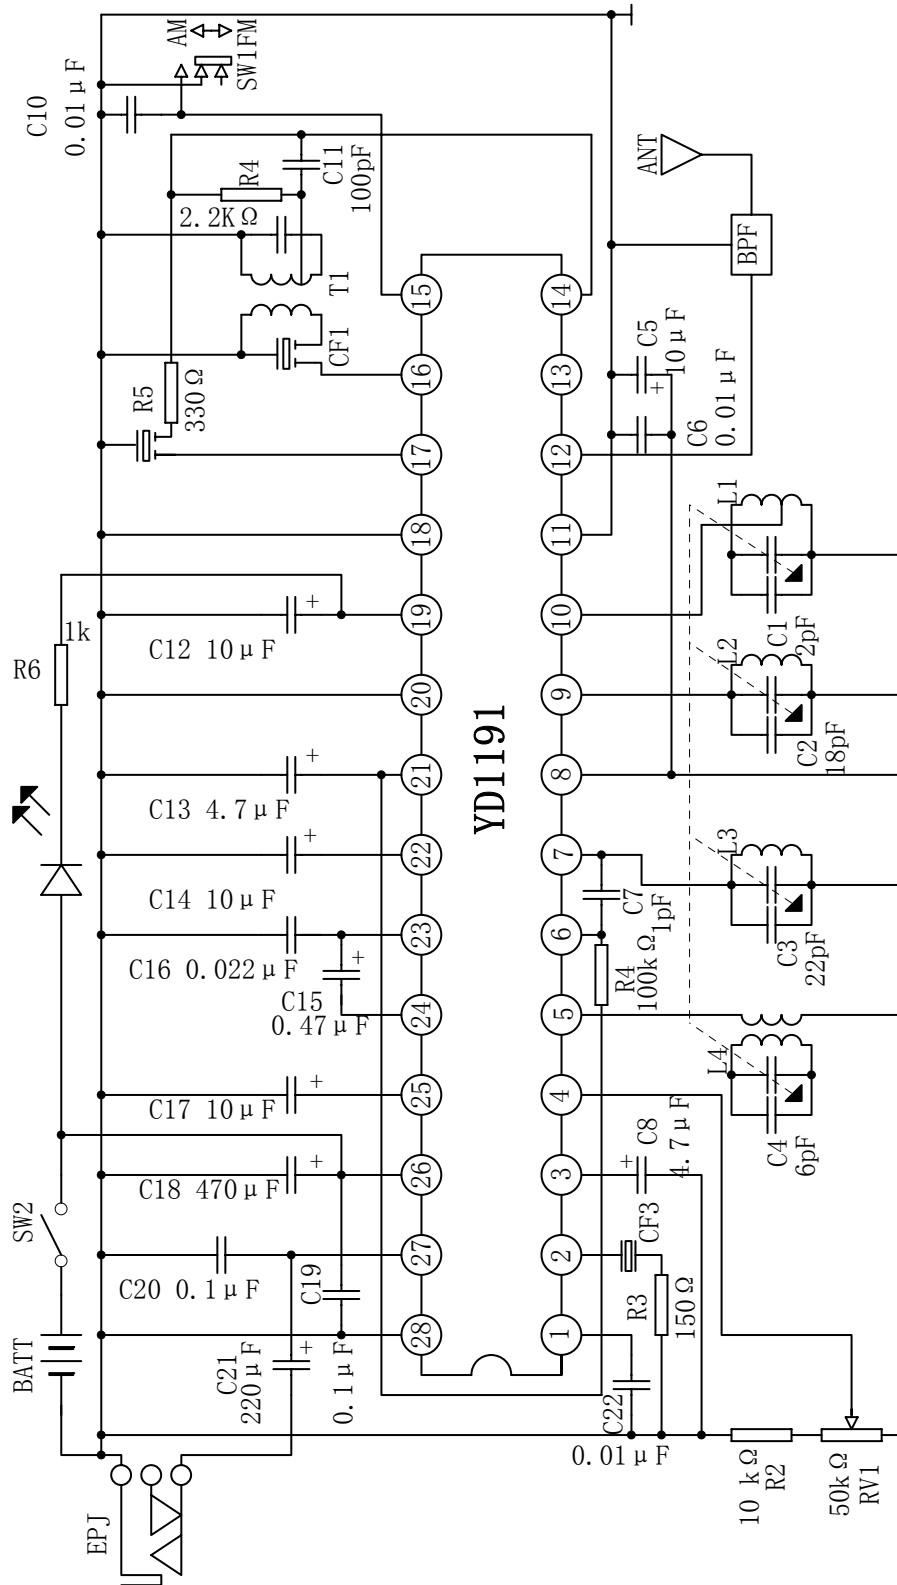 C10
0.01μF
AM
SW1FM
R4
2.2KΩ
C11
100pF
ANT
BPF
T1
CF1
R5
330Ω
C5
10μF
C6
0.01μF
15
16
17
18
19
20
21
22
23
24
25
26
27
28
14
13
12
11
10
9
8
7
6
5
4
3
2
1
YD1191
R6
1k
C12 10μF
C13 4.7μF
C14 10μF
C16 0.022μF
C15
0.47μF
C17 10μF
C18 470μF
C20 0.1μF
C19
0.1μF
C21
220μF
SW2
BATT
EPJ
L1
C1
2pF
L2
C2
18pF
L3
C3
22pF
L4
C4
6pF
C7
1pF
R4
100kΩ
C8
4.7μF
CF3
R3
150Ω
C22
0.01μF
10 kΩ
R2
50kΩ
RV1